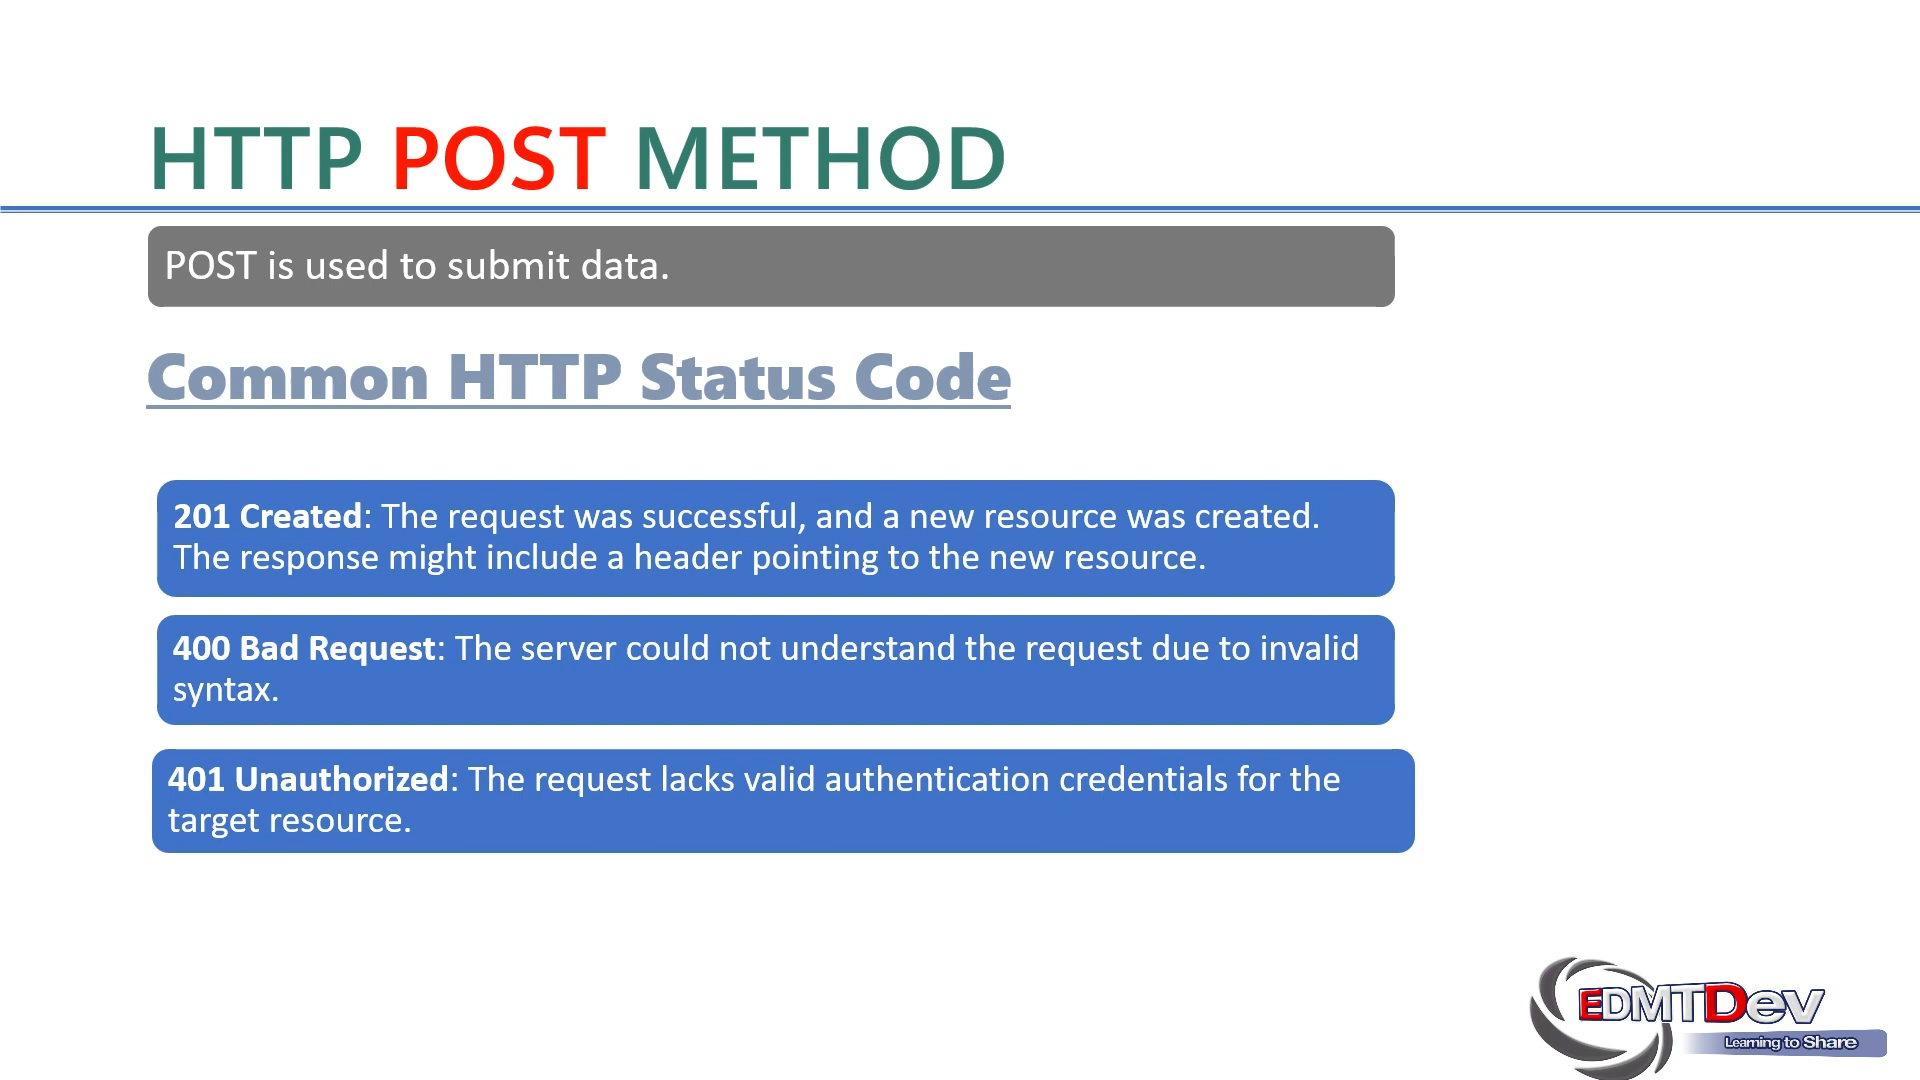 HTTP POST METHOD
POST is used to submit data.
Common HTTP Status Code
201 Created: The request was successful, and a new resource was created.
The response might include a header pointing to the new resource.
400 Bad Request: The server could not understand the request due to invalid
syntax.
401 Unauthorized: The request lacks valid authentication credentials for the
target resource.
EDMTDev
Learning to Share